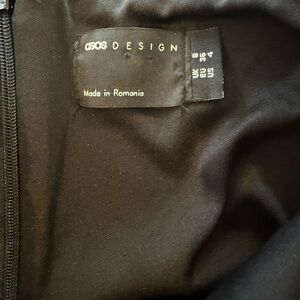 asos DESIGN
Made in Romania
UK 8
EU 36
US 4